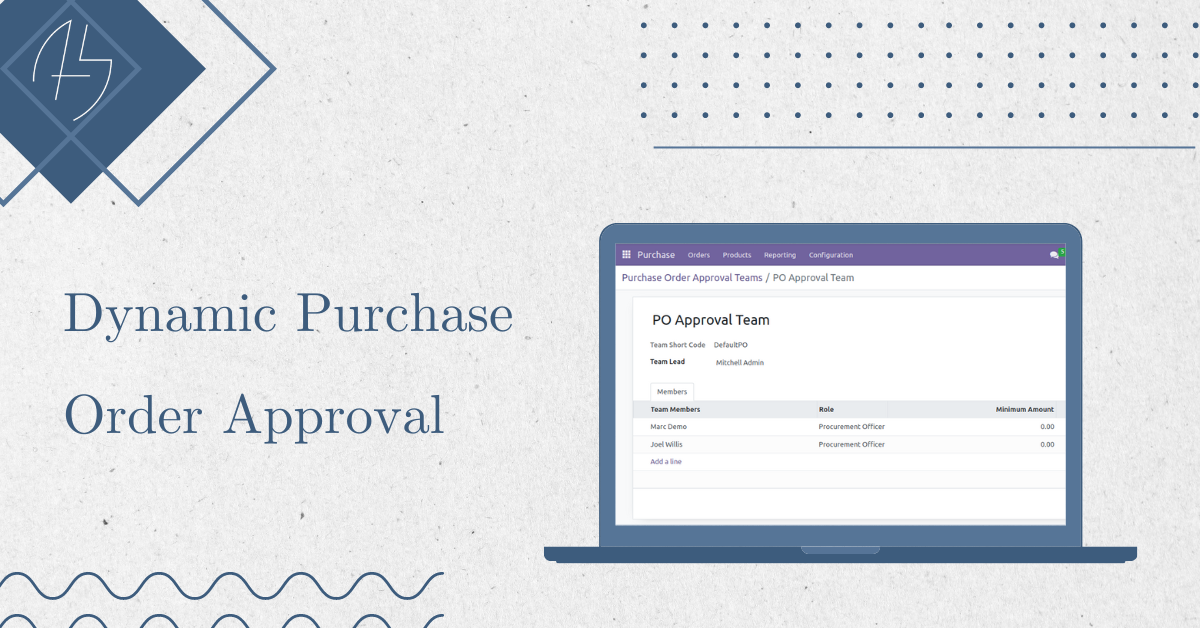 Dynamic Purchase
Order Approval
Purchase Orders Products Reporting Configuration 5
Purchase Order Approval Teams / PO Approval Team
PO Approval Team
Team Short Code DefaultPO
Team Lead Mitchell Admin
Members
Team Members Role Minimum Amount
Marc Demo Procurement Officer 0.00
Joel Willis Procurement Officer 0.00
Add a line